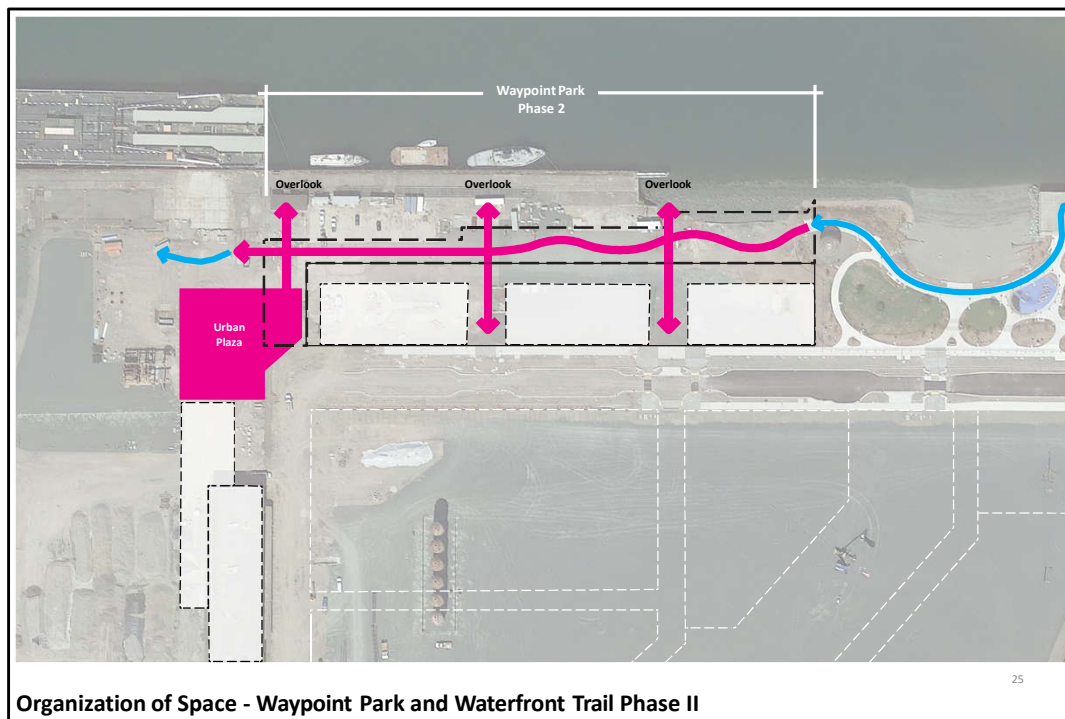 Waypoint Park
Phase 2
Overlook
Overlook
Overlook
Urban
Plaza
25
Organization of Space - Waypoint Park and Waterfront Trail Phase II